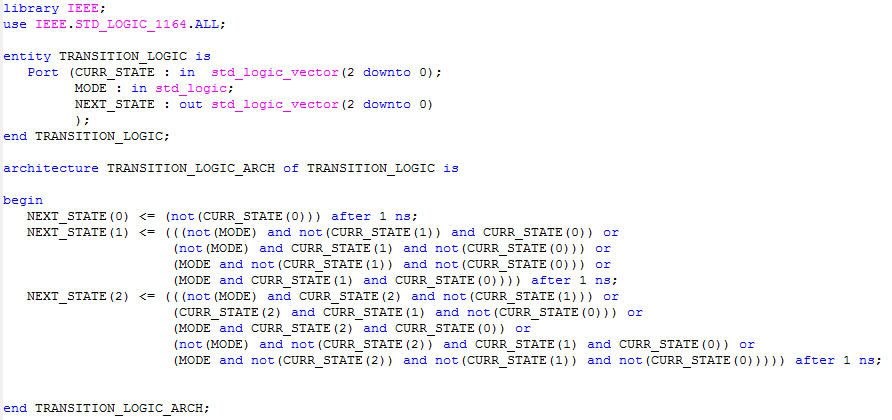 library IEEE;
use IEEE.STD_LOGIC_1164.ALL;
entity TRANSITION_LOGIC is
Port (CURR_STATE : in std_logic_vector(2 downto 0);
MODE : in std_logic;
NEXT_STATE : out std_logic_vector(2 downto 0)
);
end TRANSITION_LOGIC;
architecture TRANSITION_LOGIC_ARCH of TRANSITION_LOGIC is
begin
NEXT_STATE(0) <= (not(CURR_STATE(0))) after 1 ns;
NEXT_STATE(1) <= (((not(MODE) and not(CURR_STATE(1)) and CURR_STATE(0)) or
(not(MODE) and CURR_STATE(1) and not(CURR_STATE(0))) or
(MODE and not(CURR_STATE(1)) and not(CURR_STATE(0))) or
(MODE and CURR_STATE(1) and CURR_STATE(0)))) after 1 ns;
NEXT_STATE(2) <= (((not(MODE) and CURR_STATE(2) and not(CURR_STATE(1))) or
(CURR_STATE(2) and CURR_STATE(1) and not(CURR_STATE(0))) or
(MODE and CURR_STATE(2) and CURR_STATE(0)) or
(not(MODE) and not(CURR_STATE(2)) and CURR_STATE(1) and CURR_STATE(0)) or
(MODE and not(CURR_STATE(2)) and not(CURR_STATE(1)) and not(CURR_STATE(0))))) after 1 ns;
end TRANSITION_LOGIC_ARCH;